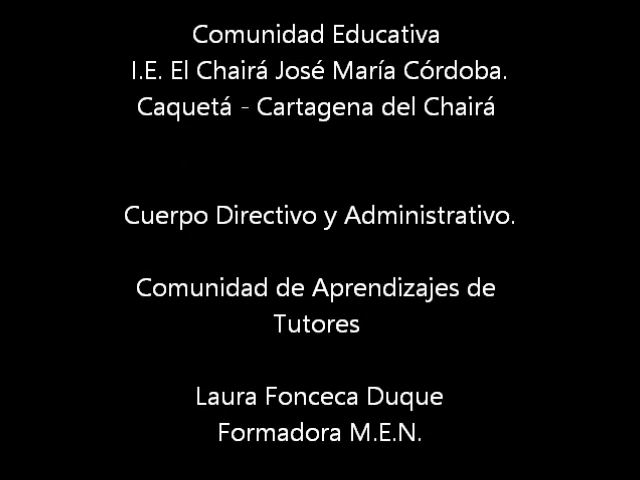 Comunidad Educativa
I.E. El Chairá José María Córdoba.
Caquetá - Cartagena del Chairá
Cuerpo Directivo y Administrativo.
Comunidad de Aprendizajes de
Tutores
Laura Fonceca Duque
Formadora M.E.N.